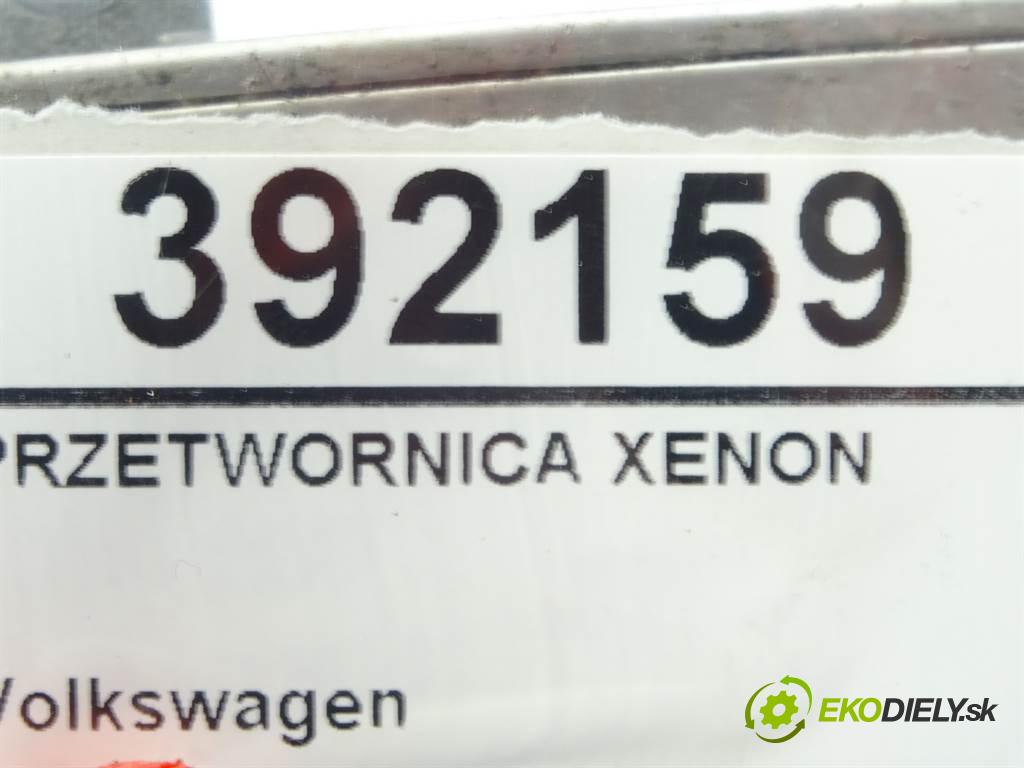 392159
PRZETWORNICA XENON
Volkswagen
EKODIELY.sk